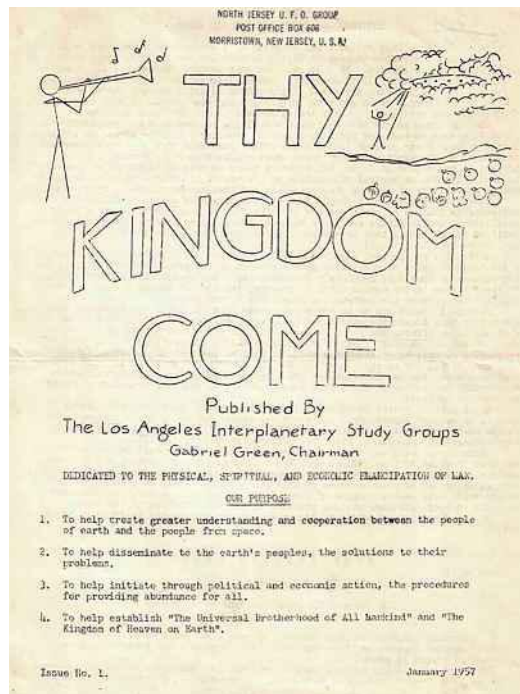 NORTH JERSEY U. F. O. GROUP
POST OFFICE BOX 606
MORRISTOWN, NEW JERSEY, U. S. A.
THY
KINGDOM
COME
Published By
The Los Angeles Interplanetary Study Groups
Gabriel Green, Chairman
DEDICATED TO THE PHYSICAL, SPIRITUAL, AND ECONOMIC EMANCIPATION OF MAN.
OUR PURPOSE
1. To help create greater understanding and cooperation between the people
of earth and the people from space.
2. To help disseminate to the earth's peoples, the solutions to their
problems.
3. To help initiate through political and economic action, the procedures
for providing abundance for all.
4. To help establish "The Universal Brotherhood of All Mankind" and "The
Kingdom of Heaven on Earth".
Issue No. 1.
January 1957